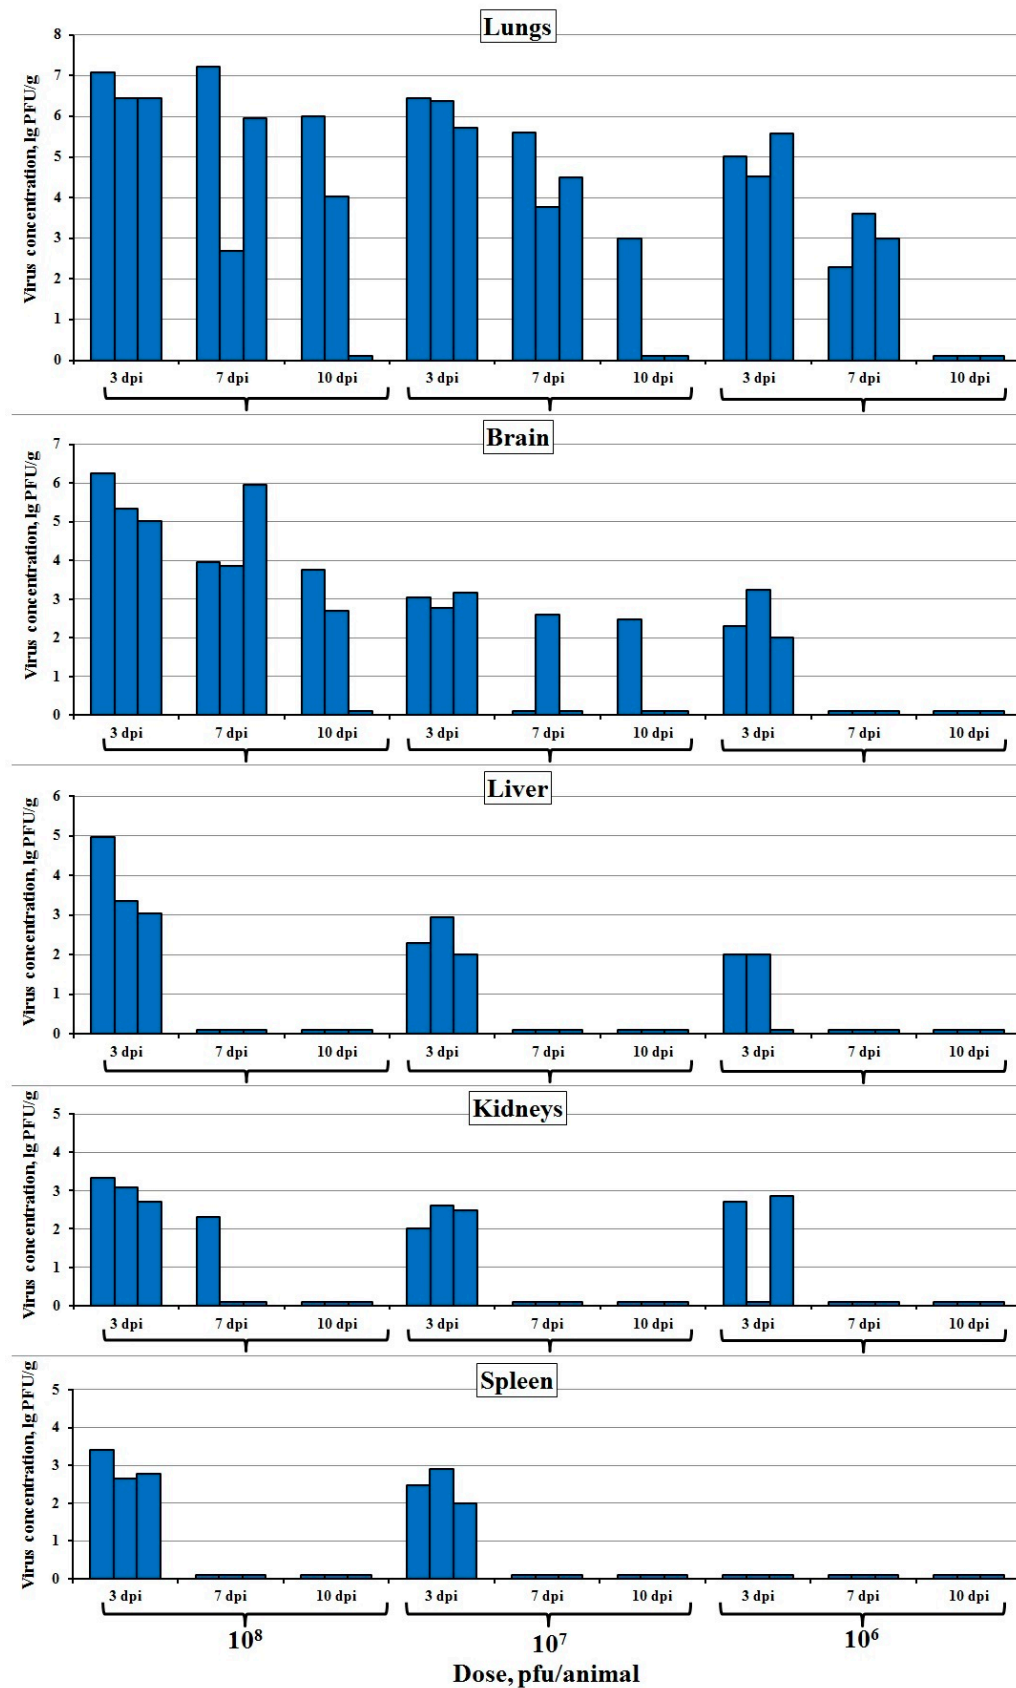 Lungs
Virus concentration, lg PFU/g
8
7
6
5
4
3
2
1
0
3 dpi 7 dpi 10 dpi 3 dpi 7 dpi 10 dpi 3 dpi 7 dpi 10 dpi
Brain
Virus concentration, lg PFU/g
7
6
5
4
3
2
1
0
3 dpi 7 dpi 10 dpi 3 dpi 7 dpi 10 dpi 3 dpi 7 dpi 10 dpi
Liver
Virus concentration, lg PFU/g
6
5
4
3
2
1
0
3 dpi 7 dpi 10 dpi 3 dpi 7 dpi 10 dpi 3 dpi 7 dpi 10 dpi
Kidneys
Virus concentration, lg PFU/g
5
4
3
2
1
0
3 dpi 7 dpi 10 dpi 3 dpi 7 dpi 10 dpi 3 dpi 7 dpi 10 dpi
Spleen
Virus concentration, lg PFU/g
5
4
3
2
1
0
3 dpi 7 dpi 10 dpi 3 dpi 7 dpi 10 dpi 3 dpi 7 dpi 10 dpi
10⁸ 10⁷ 10⁶
Dose, pfu/animal